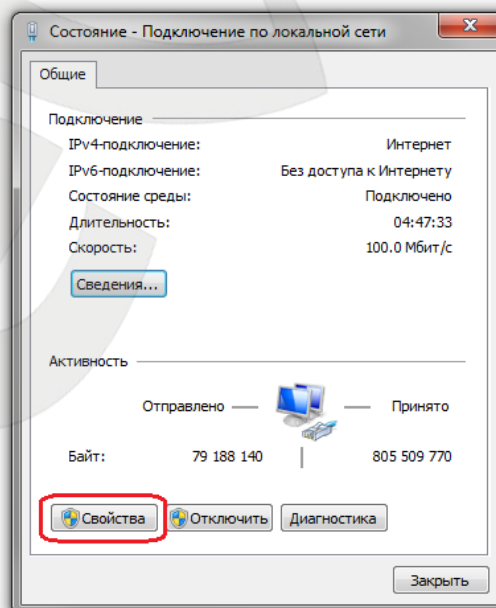 Состояние - Подключение по локальной сети
Общие
Подключение
IPv4-подключение: Интернет
IPv6-подключение: Без доступа к Интернету
Состояние среды: Подключено
Длительность: 04:47:33
Скорость: 100.0 Мбит/с
Сведения...
Активность
Отправлено — — Принято
Байт: 79 188 140 | 805 509 770
Свойства Отключить Диагностика
Закрыть